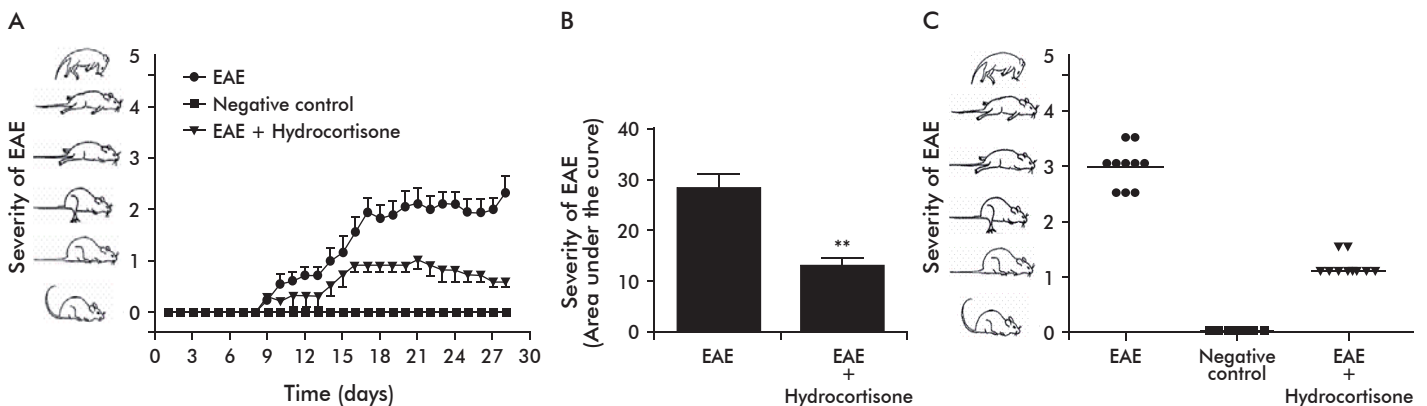 A
Severity of EAE
5
4
3
2
1
0
EAE
Negative control
EAE + Hydrocortisone
0 3 6 9 12 15 18 21 24 27 30
Time (days)
B
Severity of EAE
(Area under the curve)
40
30
20
10
0
**
EAE
EAE
+
Hydrocortisone
C
Severity of EAE
5
4
3
2
1
0
EAE
Negative
control
EAE
+
Hydrocortisone